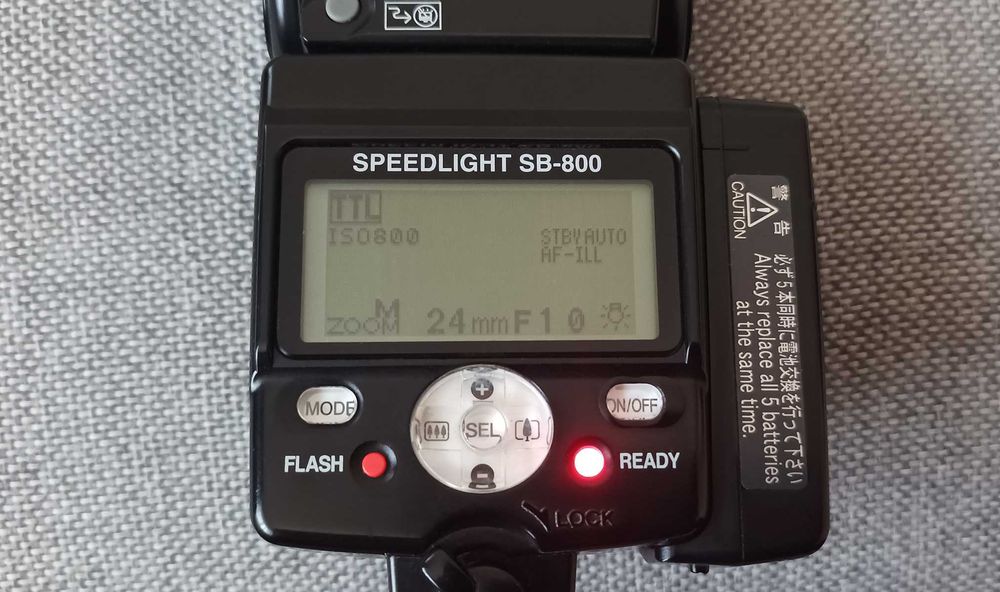 SPEEDLIGHT SB-800
TTL
ISO800
STBY AUTO
AF-ILL
M
ZOOM 24mm F10
MODE
ON/OFF
SEL
FLASH
READY
LOCK
警告
CAUTION
必ず5本同時に電池交換を行って下さい
Always replace all 5 batteries
at the same time.